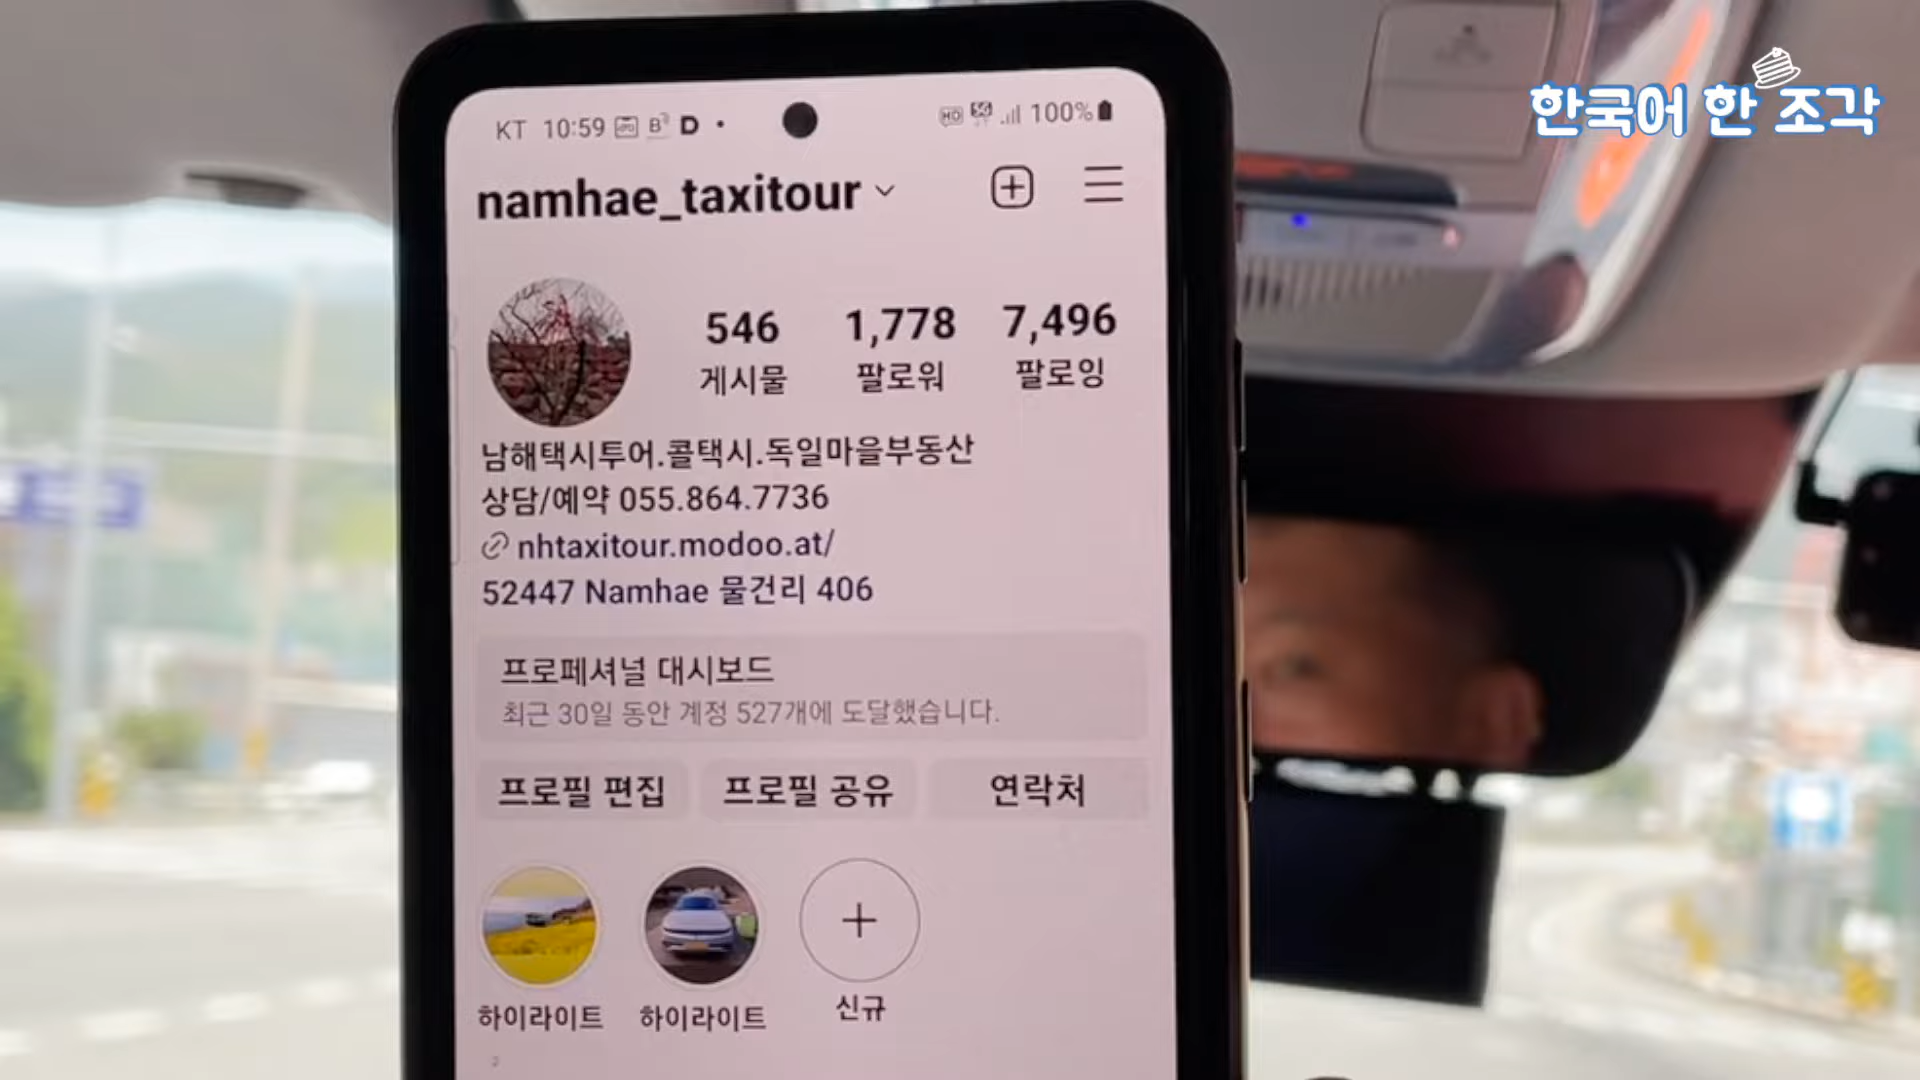 한국어 한 조각
KT 10:59
100%
namhae_taxitour
546 1,778 7,496
게시물 팔로워 팔로잉
남해택시투어.콜택시.독일마을부동산
상담/예약 055.864.7736
nhtaxitour.modoo.at/
52447 Namhae 물건리 406
프로페셔널 대시보드
최근 30일 동안 계정 527개에 도달했습니다.
프로필 편집 프로필 공유 연락처
하이라이트 하이라이트 신규